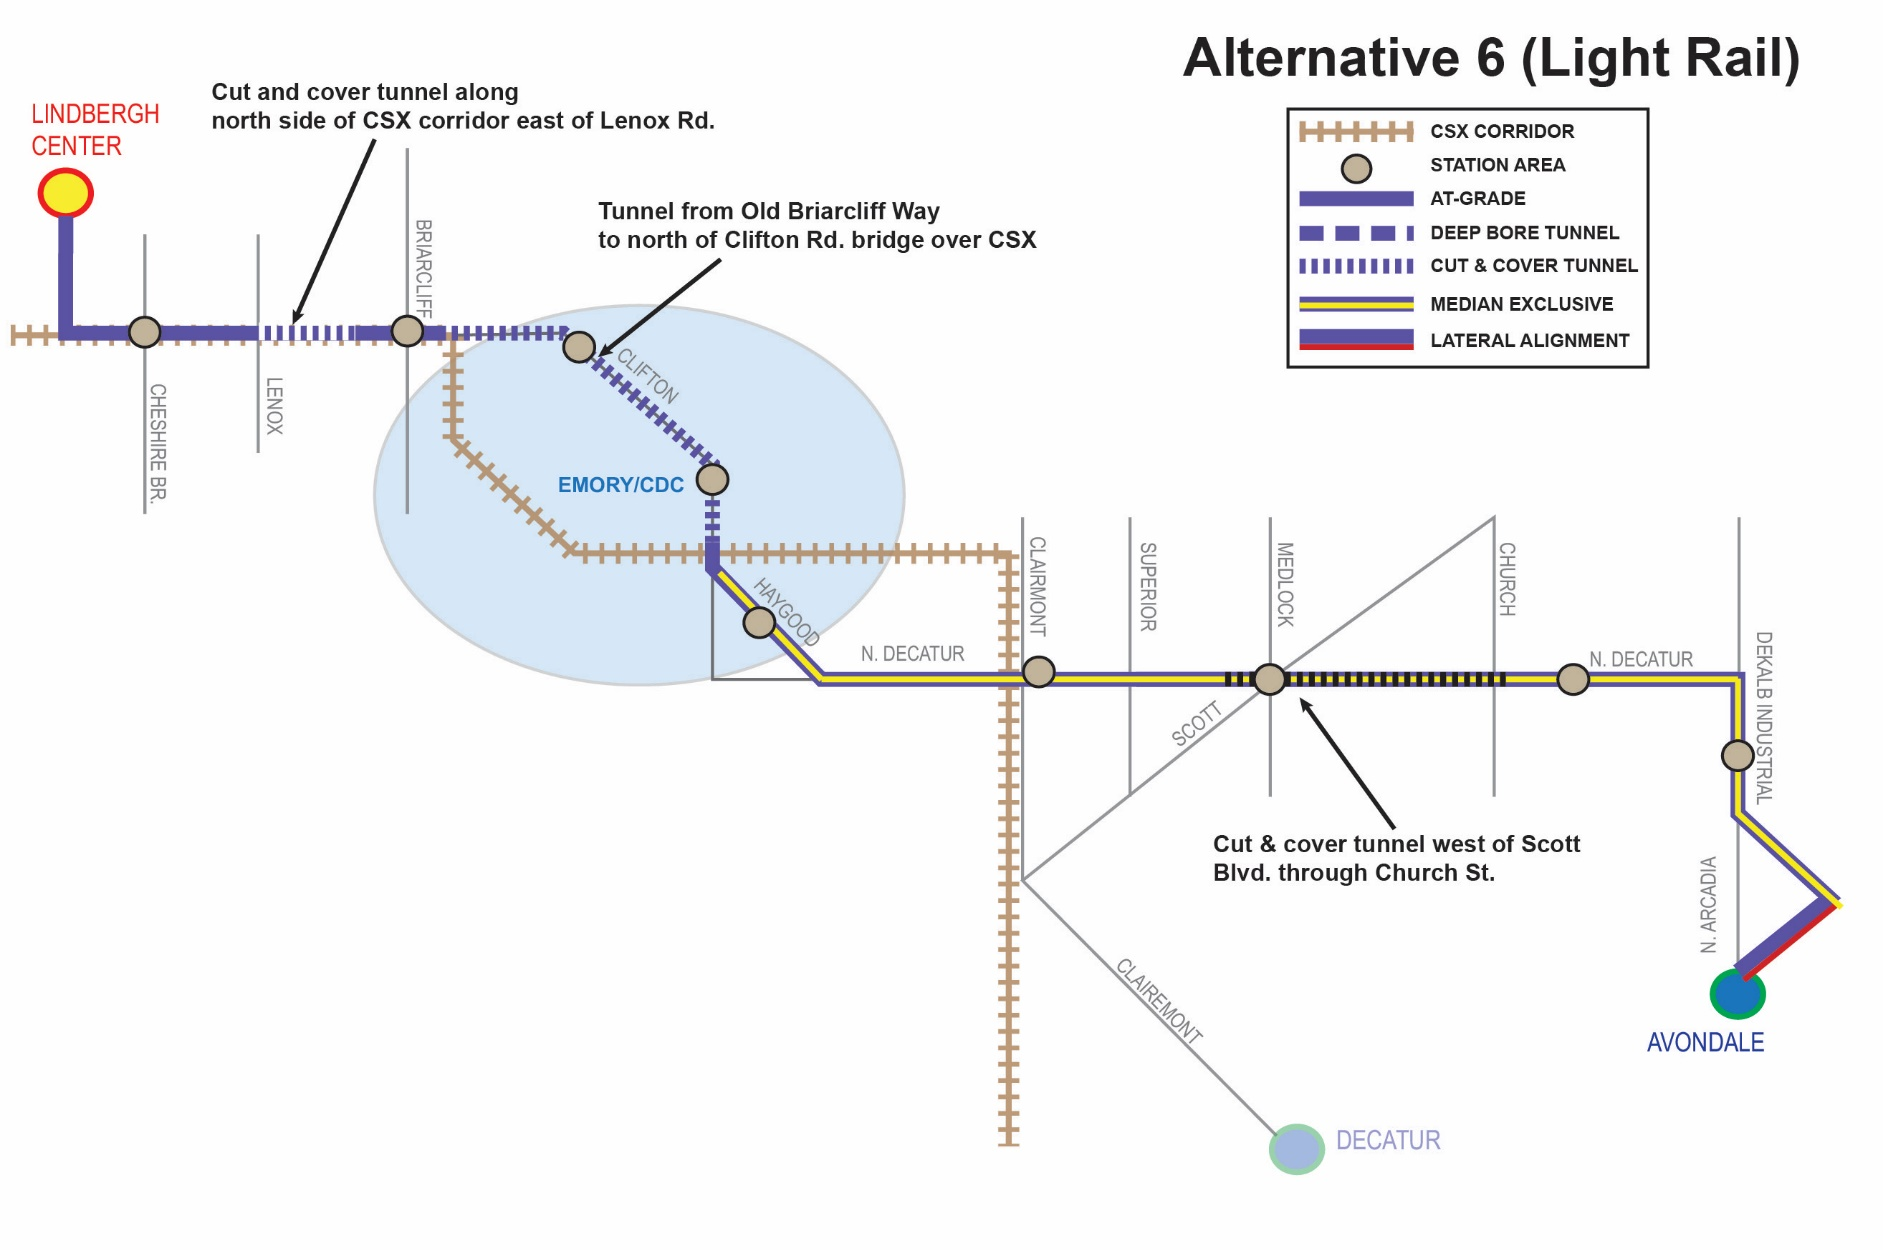 Alternative 6 (Light Rail)
CSX CORRIDOR
STATION AREA
AT-GRADE
DEEP BORE TUNNEL
CUT & COVER TUNNEL
MEDIAN EXCLUSIVE
LATERAL ALIGNMENT
Cut and cover tunnel along
north side of CSX corridor east of Lenox Rd.
LINDBERGH
CENTER
Tunnel from Old Briarcliff Way
to north of Clifton Rd. bridge over CSX
BRIARCLIFF
CHESHIRE BR.
LENOX
CLIFTON
EMORY/CDC
HAYGOOD
N. DECATUR
CLAIRMONT
SUPERIOR
MEDLOCK
CHURCH
SCOTT
N. DECATUR
DEKALB INDUSTRIAL
Cut & cover tunnel west of Scott
Blvd. through Church St.
N. ARCADIA
CLAIREMONT
AVONDALE
DECATUR